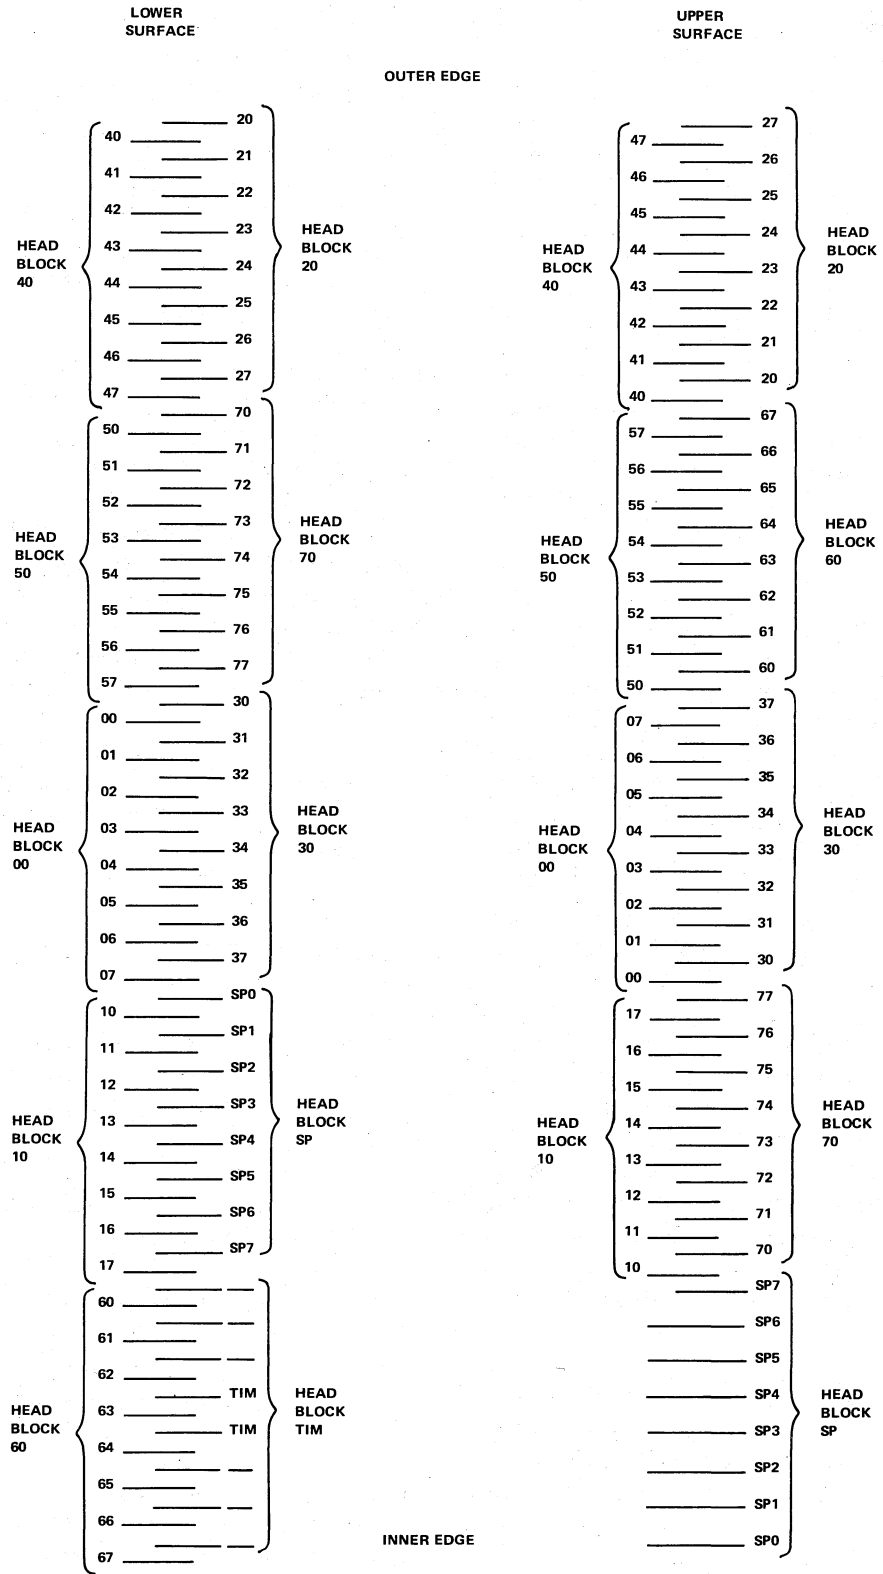 LOWER
SURFACE
OUTER EDGE
HEAD
BLOCK
40
40
41
42
43
44
45
46
47
20
21
22
23
24
25
26
27
HEAD
BLOCK
20
HEAD
BLOCK
50
50
51
52
53
54
55
56
57
70
71
72
73
74
75
76
77
HEAD
BLOCK
70
HEAD
BLOCK
00
00
01
02
03
04
05
06
07
30
31
32
33
34
35
36
37
HEAD
BLOCK
30
HEAD
BLOCK
10
10
11
12
13
14
15
16
17
SP0
SP1
SP2
SP3
SP4
SP5
SP6
SP7
HEAD
BLOCK
SP
HEAD
BLOCK
60
60
61
62
63
64
65
66
67
TIM
TIM
HEAD
BLOCK
TIM
UPPER
SURFACE
HEAD
BLOCK
40
47
46
45
44
43
42
41
40
27
26
25
24
23
22
21
20
HEAD
BLOCK
20
HEAD
BLOCK
50
57
56
55
54
53
52
51
50
67
66
65
64
63
62
61
60
HEAD
BLOCK
60
HEAD
BLOCK
00
07
06
05
04
03
02
01
00
37
36
35
34
33
32
31
30
HEAD
BLOCK
30
HEAD
BLOCK
10
17
16
15
14
13
12
11
10
77
76
75
74
73
72
71
70
HEAD
BLOCK
70
SP7
SP6
SP5
SP4
SP3
SP2
SP1
SP0
HEAD
BLOCK
SP
INNER EDGE